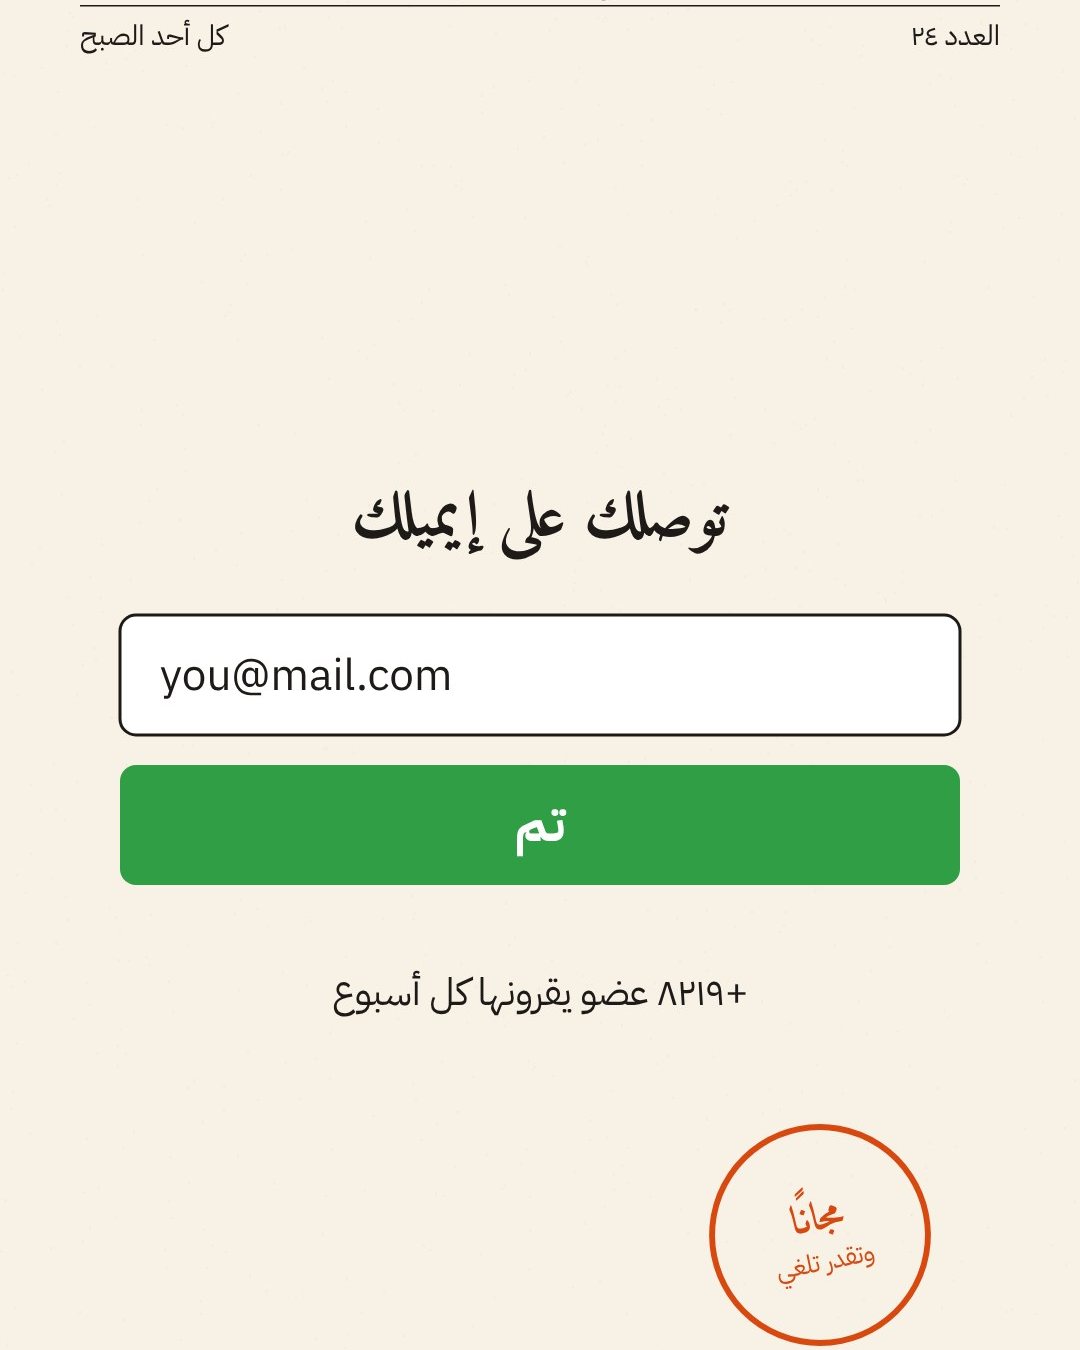 العدد ٢٤
كل أحد الصبح
توصلك على إيميلك
you@mail.com
تم
+٨٢١٩ عضو يقرونها كل أسبوع
مجانًا
وتقدر تلغي